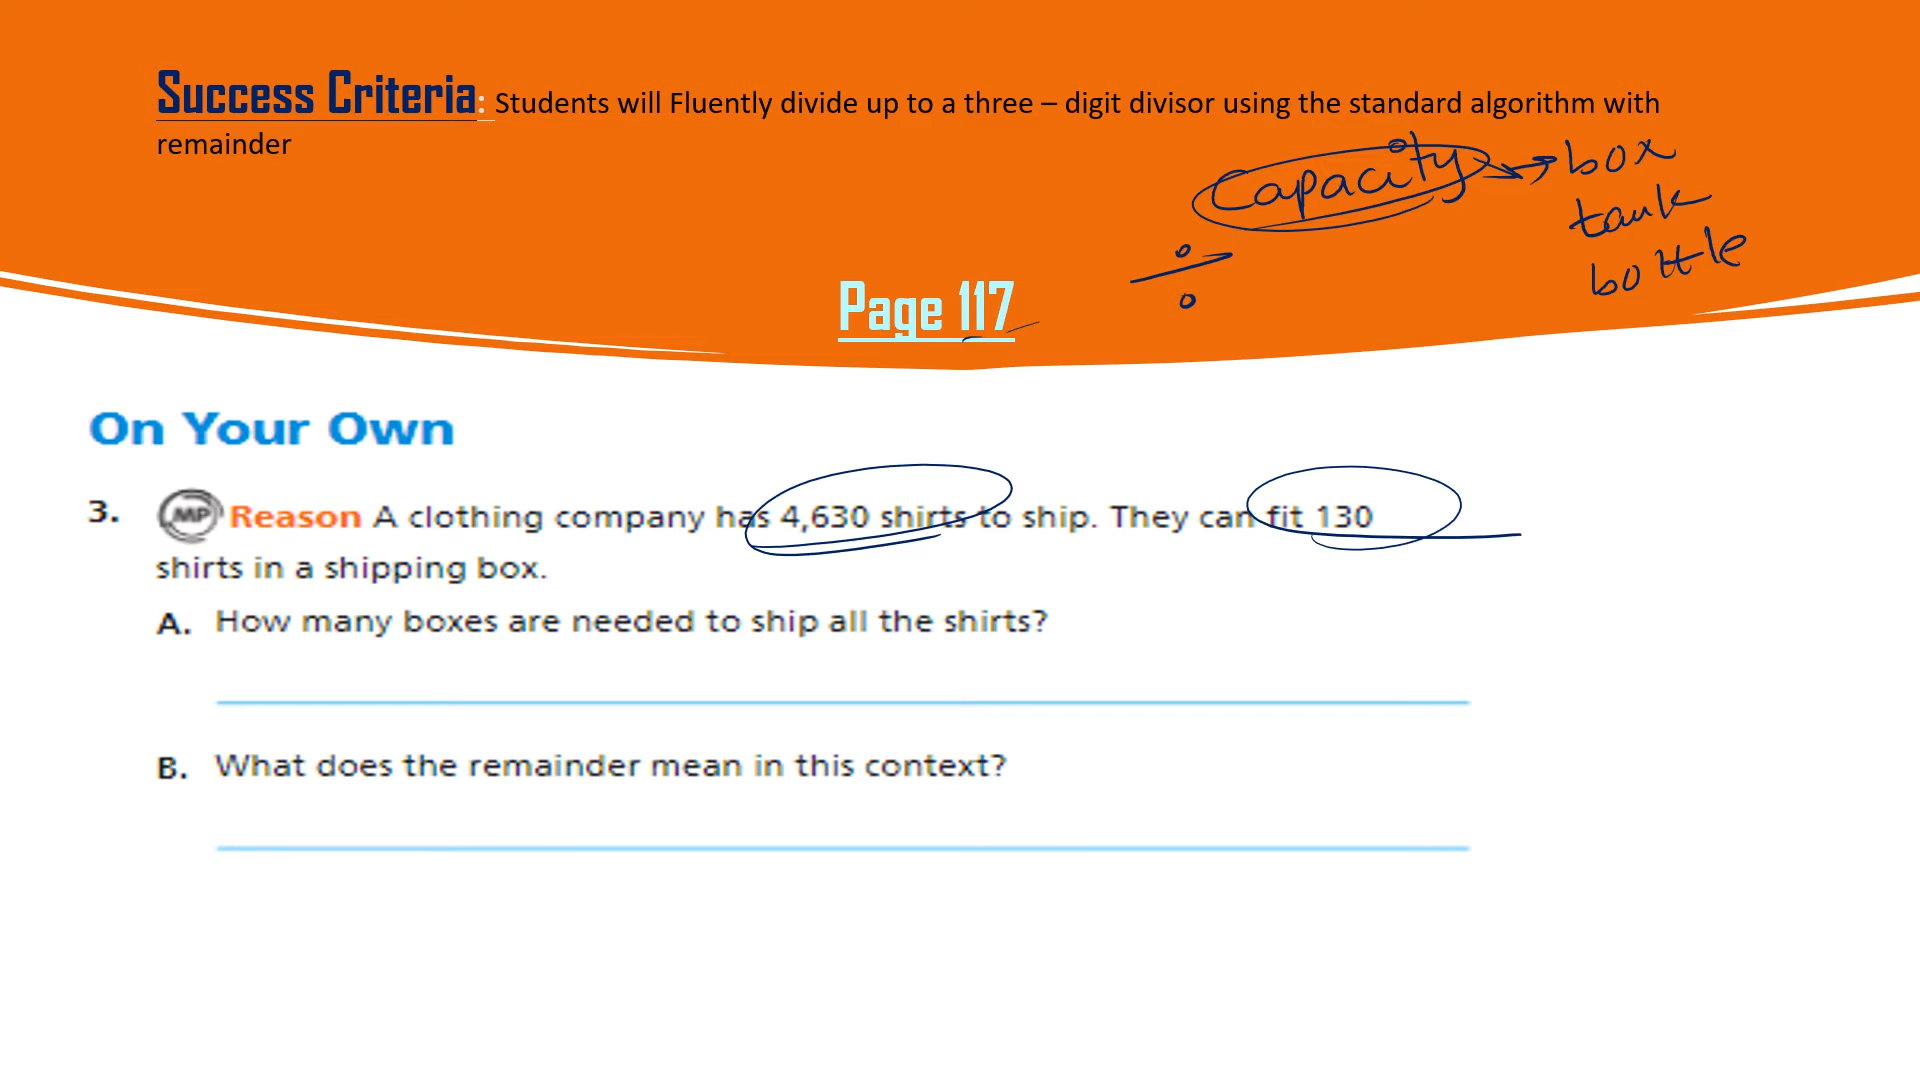 Success Criteria: Students will Fluently divide up to a three – digit divisor using the standard algorithm with
remainder
Capacity
box
tank
bottle
÷
Page 117
On Your Own
3. MP Reason A clothing company has 4,630 shirts to ship. They can fit 130
shirts in a shipping box.
A. How many boxes are needed to ship all the shirts?
B. What does the remainder mean in this context?